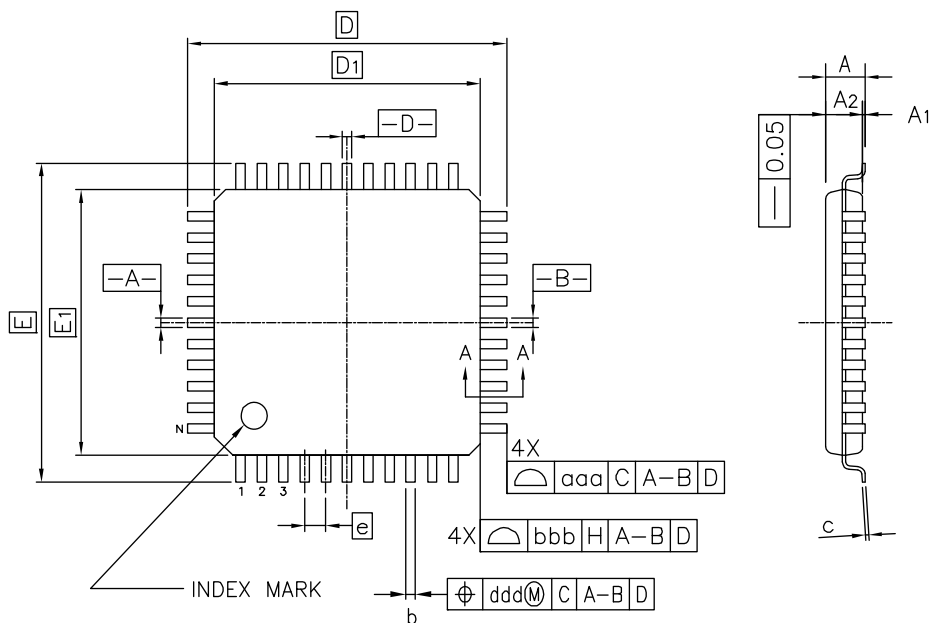 D
D1
A
A2
A1
-D-
— 0.05
-A-
-B-
E
E1
A A
N
1 2 3
e
4X
⌓ aaa C A-B D
4X ⌓ bbb H A-B D
c
INDEX MARK
⌖ ddd Ⓜ C A-B D
b